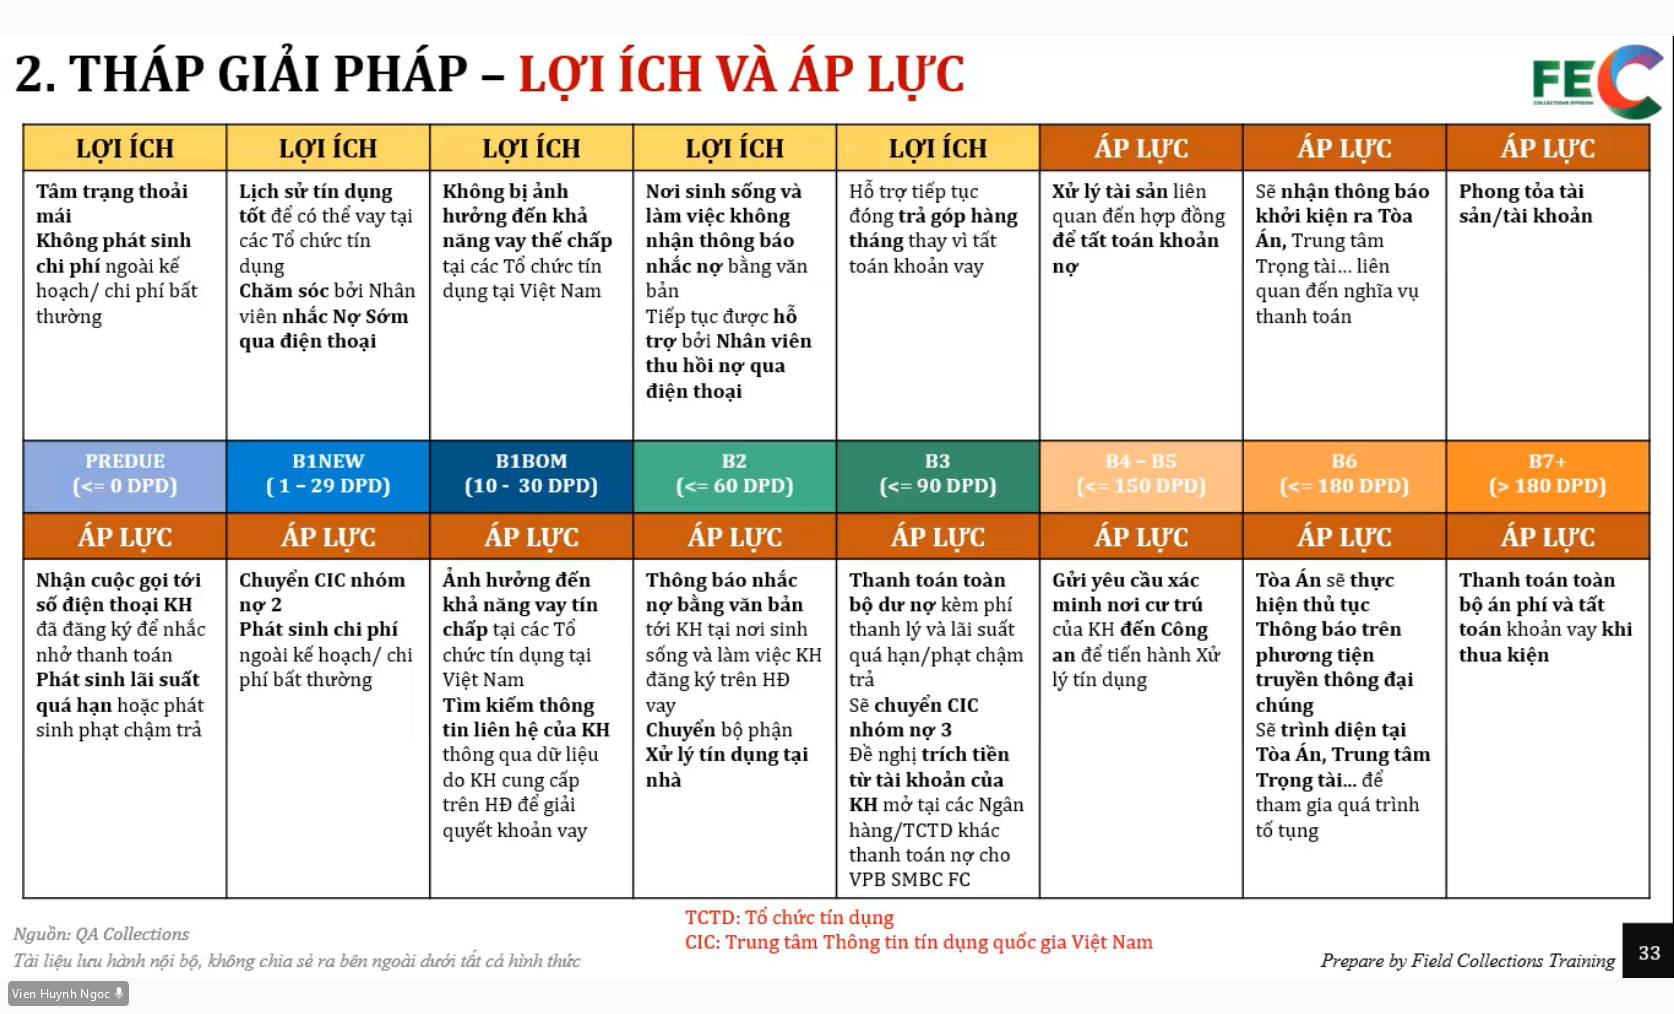 2. THÁP GIẢI PHÁP – LỢI ÍCH VÀ ÁP LỰC
FEC
COLLECTIONS DIVISION
LỢI ÍCH
Tâm trạng thoải
mái
Không phát sinh
chi phí ngoài kế
hoạch/ chi phí bất
thường
LỢI ÍCH
Lịch sử tín dụng
tốt để có thể vay tại
các Tổ chức tín
dụng
Chăm sóc bởi Nhân
viên nhắc Nợ Sớm
qua điện thoại
LỢI ÍCH
Không bị ảnh
hưởng đến khả
năng vay thế chấp
tại các Tổ chức tín
dụng tại Việt Nam
LỢI ÍCH
Nơi sinh sống và
làm việc không
nhận thông báo
nhắc nợ bằng văn
bản
Tiếp tục được hỗ
trợ bởi Nhân viên
thu hồi nợ qua
điện thoại
LỢI ÍCH
Hỗ trợ tiếp tục
đóng trả góp hàng
tháng thay vì tất
toán khoản vay
ÁP LỰC
Xử lý tài sản liên
quan đến hợp đồng
để tất toán khoản
nợ
ÁP LỰC
Sẽ nhận thông báo
khởi kiện ra Tòa
Án, Trung tâm
Trọng tài... liên
quan đến nghĩa vụ
thanh toán
ÁP LỰC
Phong tỏa tài
sản/tài khoản
PREDUE
(<= 0 DPD)
B1NEW
( 1 – 29 DPD)
B1BOM
(10 - 30 DPD)
B2
(<= 60 DPD)
B3
(<= 90 DPD)
B4 – B5
(<= 150 DPD)
B6
(<= 180 DPD)
B7+
(> 180 DPD)
ÁP LỰC
Nhận cuộc gọi tới
số điện thoại KH
đã đăng ký để nhắc
nhở thanh toán
Phát sinh lãi suất
quá hạn hoặc phát
sinh phạt chậm trả
ÁP LỰC
Chuyển CIC nhóm
nợ 2
Phát sinh chi phí
ngoài kế hoạch/ chi
phí bất thường
ÁP LỰC
Ảnh hưởng đến
khả năng vay tín
chấp tại các Tổ
chức tín dụng tại
Việt Nam
Tìm kiếm thông
tin liên hệ của KH
thông qua dữ liệu
do KH cung cấp
trên HĐ để giải
quyết khoản vay
ÁP LỰC
Thông báo nhắc
nợ bằng văn bản
tới KH tại nơi sinh
sống và làm việc KH
đăng ký trên HĐ
vay
Chuyển bộ phận
Xử lý tín dụng tại
nhà
ÁP LỰC
Thanh toán toàn
bộ dư nợ kèm phí
thanh lý và lãi suất
quá hạn/phạt chậm
trả
Sẽ chuyển CIC
nhóm nợ 3
Đề nghị trích tiền
từ tài khoản của
KH mở tại các Ngân
hàng/TCTD khác
thanh toán nợ cho
VPB SMBC FC
ÁP LỰC
Gửi yêu cầu xác
minh nơi cư trú
của KH đến Công
an để tiến hành Xử
lý tín dụng
ÁP LỰC
Tòa Án sẽ thực
hiện thủ tục
Thông báo trên
phương tiện
truyền thông đại
chúng
Sẽ trình diện tại
Tòa Án, Trung tâm
Trọng tài... để
tham gia quá trình
tố tụng
ÁP LỰC
Thanh toán toàn
bộ án phí và tất
toán khoản vay khi
thua kiện
TCTD: Tổ chức tín dụng
CIC: Trung tâm Thông tin tín dụng quốc gia Việt Nam
Nguồn: QA Collections
Tài liệu lưu hành nội bộ, không chia sẻ ra bên ngoài dưới tất cả hình thức
Prepare by Field Collections Training
33
Vien Huynh Ngoc